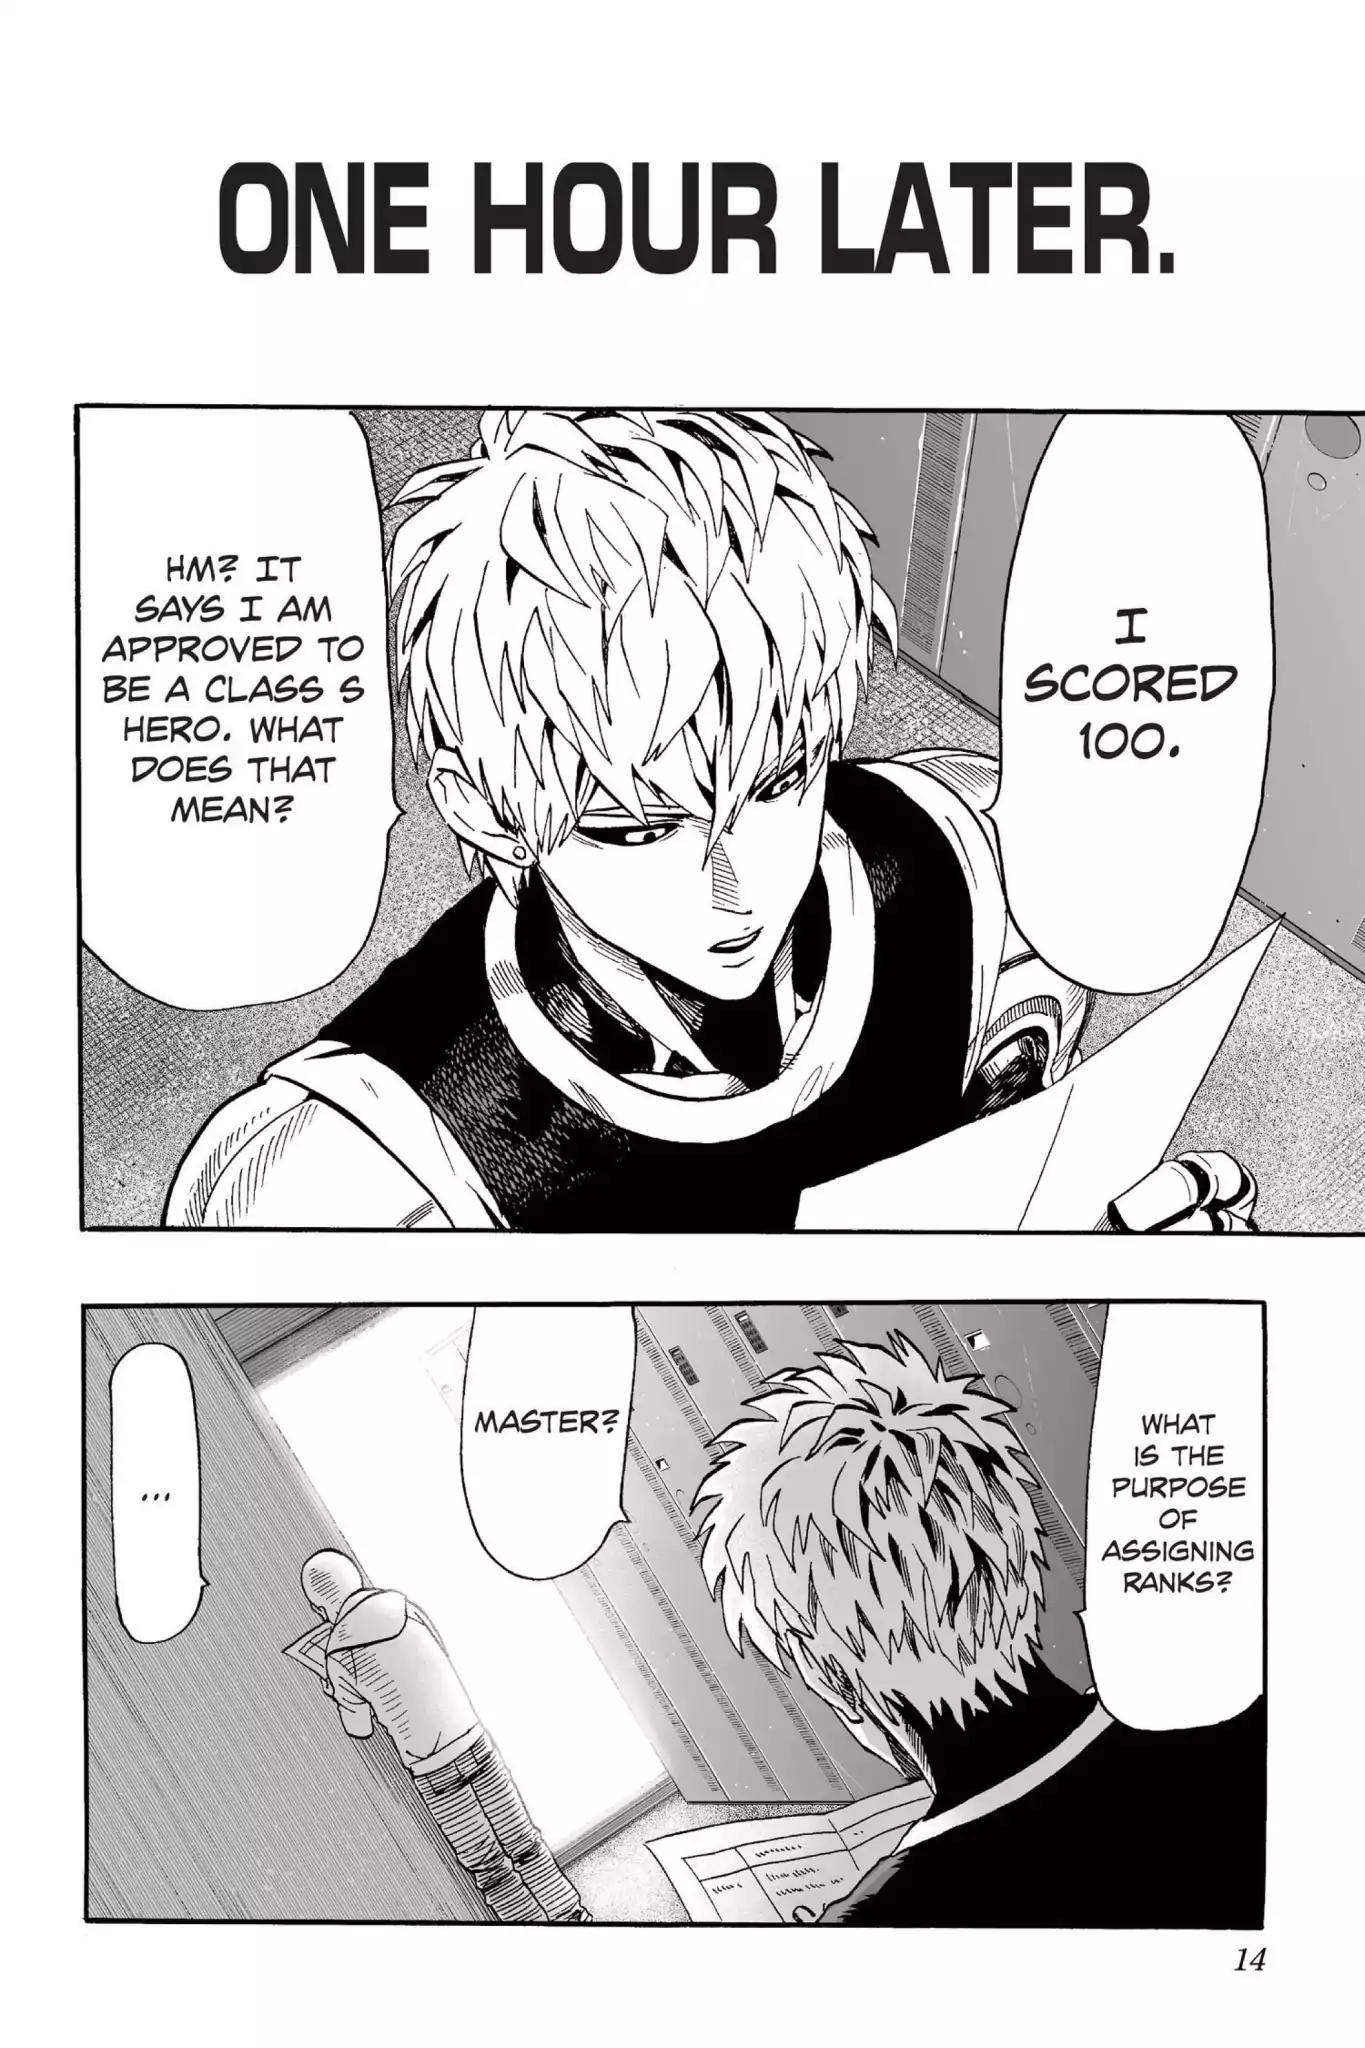 ONE HOUR LATER.
I
SCORED
100.
HM? IT
SAYS I AM
APPROVED TO
BE A CLASS S
HERO. WHAT
DOES THAT
MEAN?
WHAT
IS THE
PURPOSE
OF
ASSIGNING
RANKS?
MASTER?
...
14